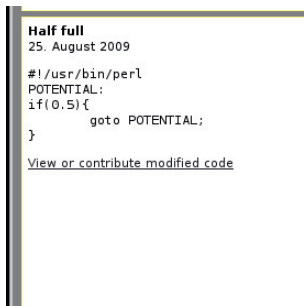 Half full
25. August 2009
#!/usr/bin/perl
POTENTIAL:
if(0.5){
goto POTENTIAL;
}
View or contribute modified code